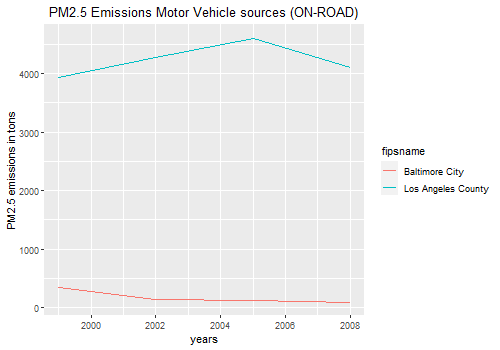 PM2.5 Emissions Motor Vehicle sources (ON-ROAD)
PM2.5 emissions in tons
4000
3000
2000
1000
0
2000 2002 2004 2006 2008
years
fipsname
Baltimore City
Los Angeles County